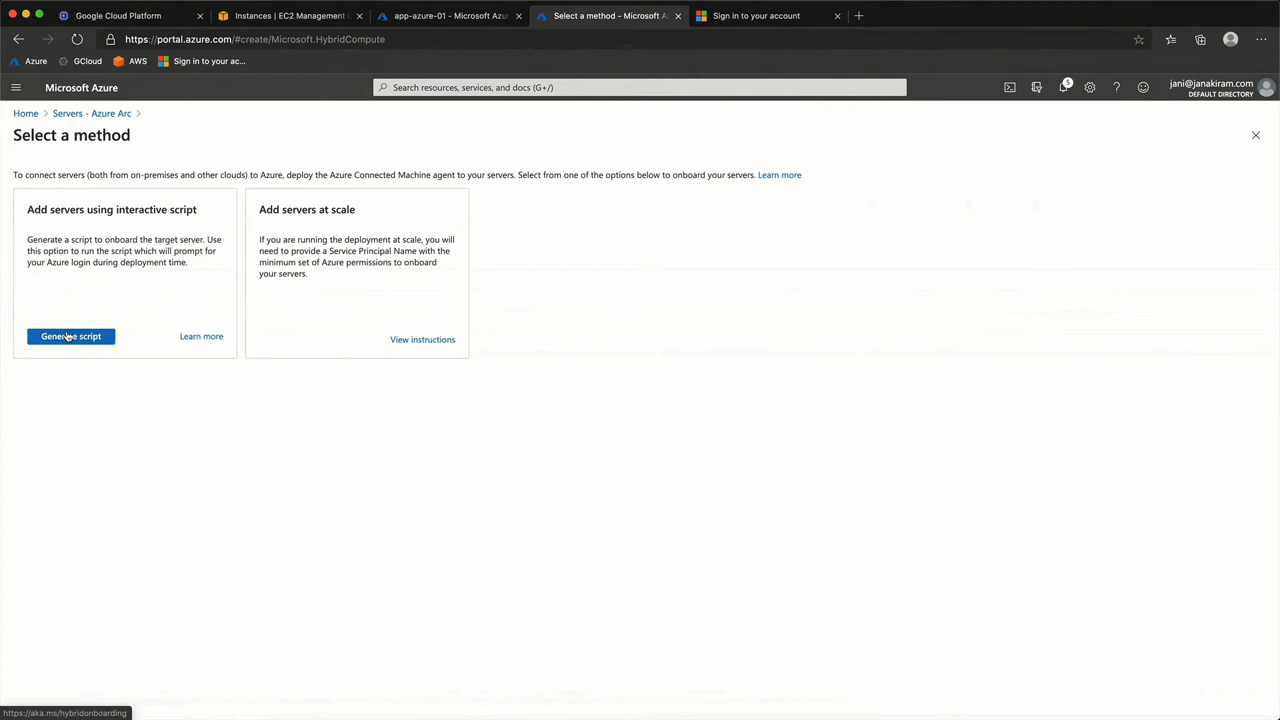 Google Cloud Platform
Instances | EC2 Management
app-azure-01 - Microsoft Azu
Select a method - Microsoft A
Sign in to your account
https://portal.azure.com/#create/Microsoft.HybridCompute
Azure
GCloud
AWS
Sign in to your ac...
Microsoft Azure
Search resources, services, and docs (G+/)
5
jani@janakiram.com
DEFAULT DIRECTORY
Home > Servers - Azure Arc >
Select a method
To connect servers (both from on-premises and other clouds) to Azure, deploy the Azure Connected Machine agent to your servers. Select from one of the options below to onboard your servers. Learn more
Add servers using interactive script
Generate a script to onboard the target server. Use
this option to run the script which will prompt for
your Azure login during deployment time.
Generate script
Learn more
Add servers at scale
If you are running the deployment at scale, you will
need to provide a Service Principal Name with the
minimum set of Azure permissions to onboard
your servers.
View instructions
https://aka.ms/hybridonboarding